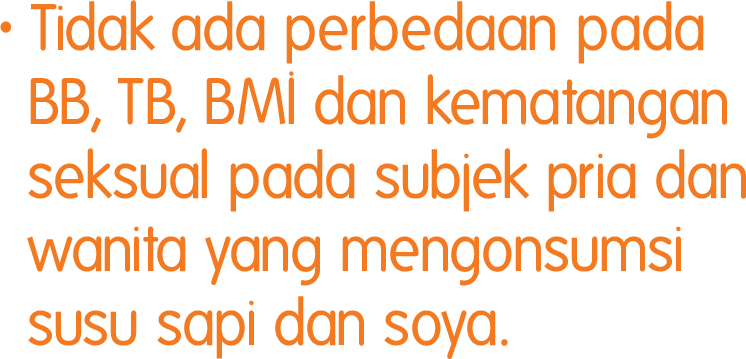 • Tidak ada perbedaan pada
BB, TB, BMI dan kematangan
seksual pada subjek pria dan
wanita yang mengonsumsi
susu sapi dan soya.